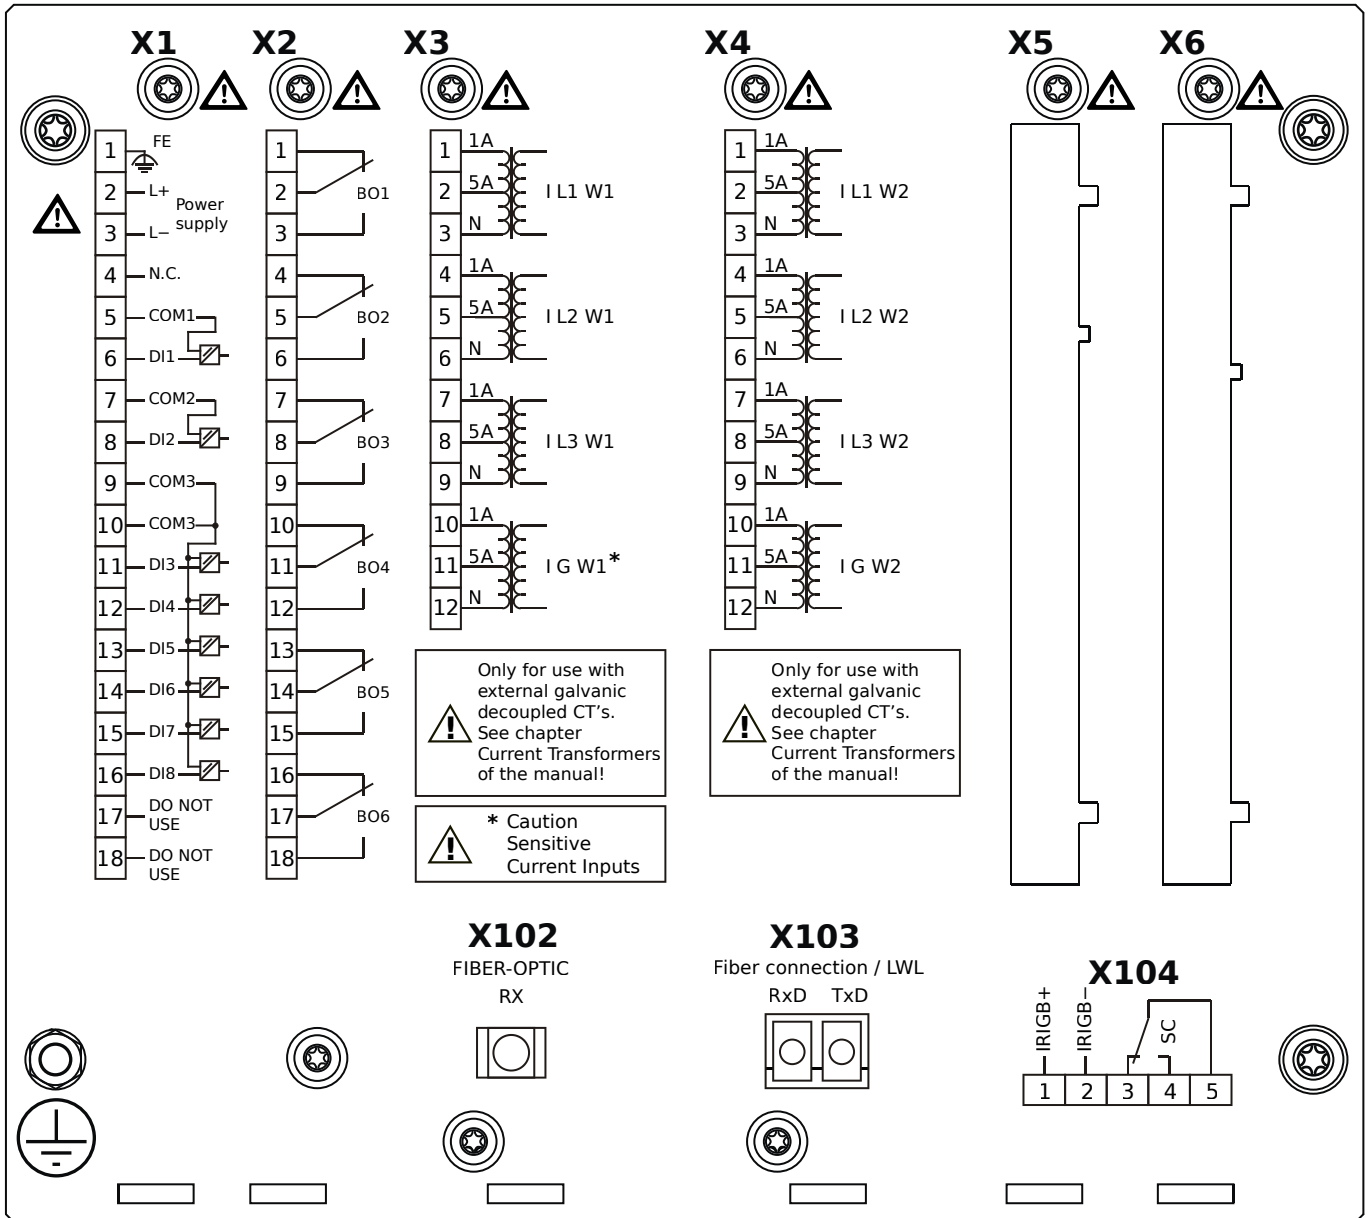 X1
X2
X3
X4
X5
X6
1 FE
2 L+
Power
supply
3 L−
4 N.C.
5 COM1
6 DI1
7 COM2
8 DI2
9 COM3
10 COM3
11 DI3
12 DI4
13 DI5
14 DI6
15 DI7
16 DI8
17 DO NOT
USE
18 DO NOT
USE
1
2 BO1
3
4
5 BO2
6
7
8 BO3
9
10
11 BO4
12
13
14 BO5
15
16
17 BO6
18
1 1A
2 5A I L1 W1
3 N
4 1A
5 5A I L2 W1
6 N
7 1A
8 5A I L3 W1
9 N
10 1A
11 5A I G W1*
12 N
Only for use with
external galvanic
decoupled CT's.
See chapter
Current Transformers
of the manual!
* Caution
Sensitive
Current Inputs
1 1A
2 5A I L1 W2
3 N
4 1A
5 5A I L2 W2
6 N
7 1A
8 5A I L3 W2
9 N
10 1A
11 5A I G W2
12 N
Only for use with
external galvanic
decoupled CT's.
See chapter
Current Transformers
of the manual!
X102
FIBER-OPTIC
RX
X103
Fiber connection / LWL
RxD TxD
X104
IRIGB+
IRIGB−
SC
1 2 3 4 5